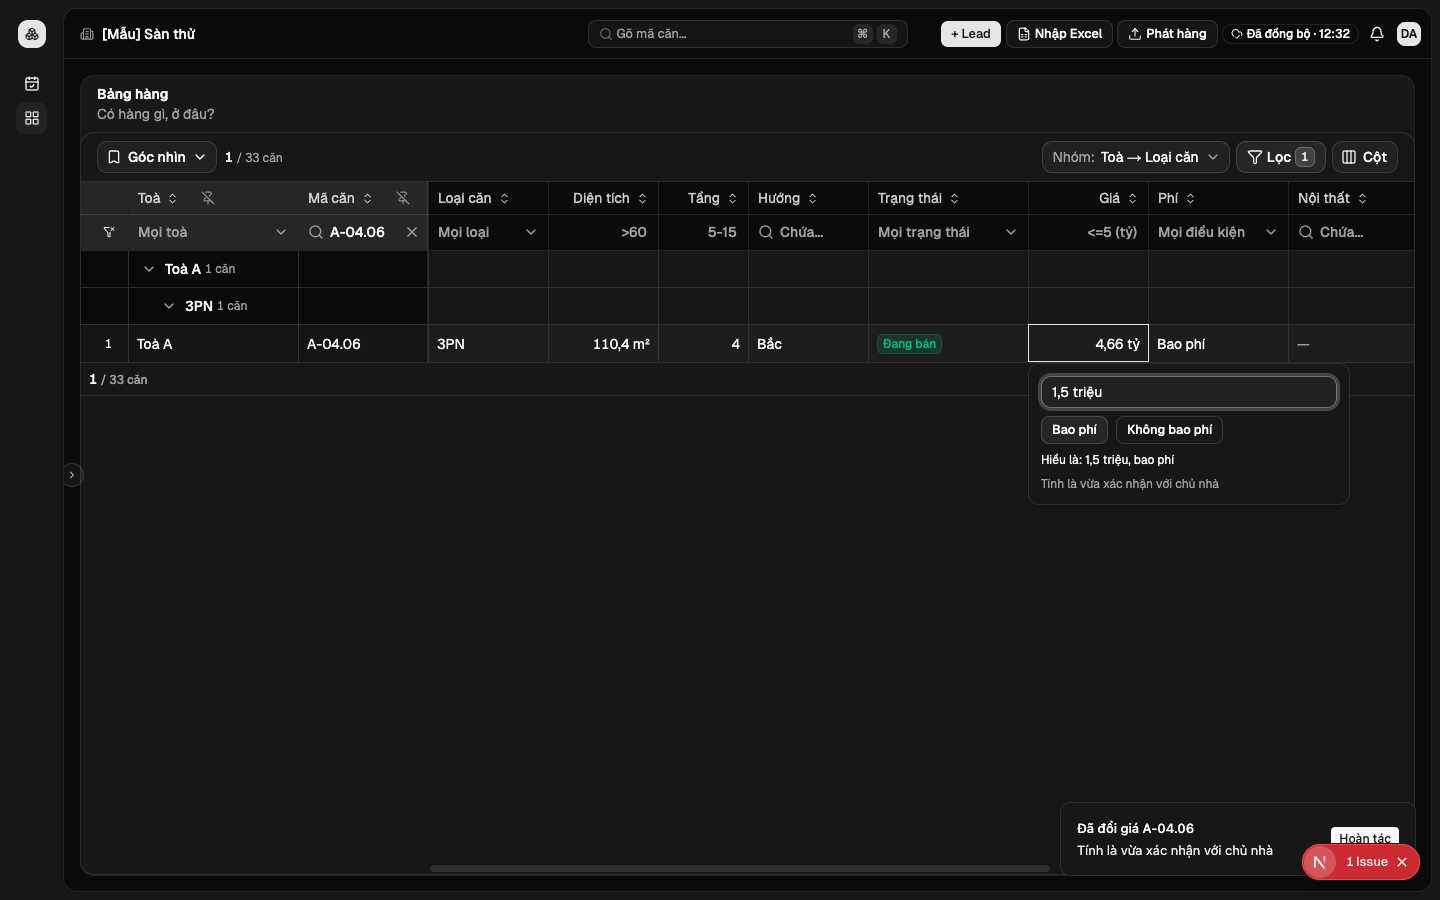 [Mẫu] Sàn thử
Gõ mã căn...
⌘ K
+ Lead
Nhập Excel
Phát hàng
Đã đồng bộ · 12:32
DA
Bảng hàng
Có hàng gì, ở đâu?
Góc nhìn
1 / 33 căn
Nhóm: Toà → Loại căn
Lọc 1
Cột
Toà
Mã căn
Loại căn
Diện tích
Tầng
Hướng
Trạng thái
Giá
Phí
Nội thất
Mọi toà
A-04.06
Mọi loại
>60
5-15
Chứa...
Mọi trạng thái
<=5 (tỷ)
Mọi điều kiện
Chứa...
Toà A 1 căn
3PN 1 căn
1
Toà A
A-04.06
3PN
110,4 m²
4
Bắc
Đang bán
4,66 tỷ
Bao phí
—
1 / 33 căn
1,5 triệu
Bao phí
Không bao phí
Hiểu là: 1,5 triệu, bao phí
Tính là vừa xác nhận với chủ nhà
Đã đổi giá A-04.06
Tính là vừa xác nhận với chủ nhà
Hoàn tác
N
1 Issue